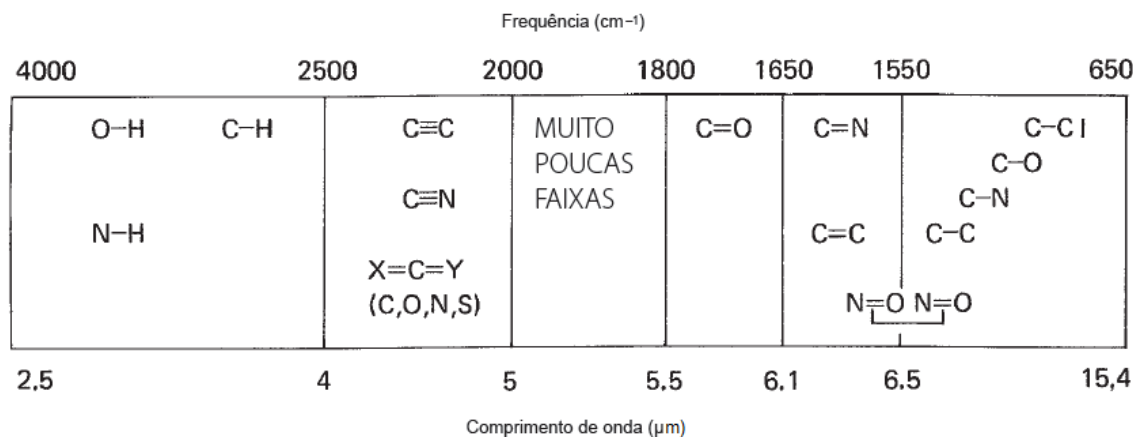 Frequência (cm⁻¹)
4000 2500 2000 1800 1650 1550 650
O–H C–H C≡C MUITO C=O C=N C–Cl
POUCAS C–O
C≡N FAIXAS C–N
N–H C=C C–C
X=C=Y
(C,O,N,S) N=O N=O
2,5 4 5 5.5 6.1 6.5 15,4
Comprimento de onda (µm)